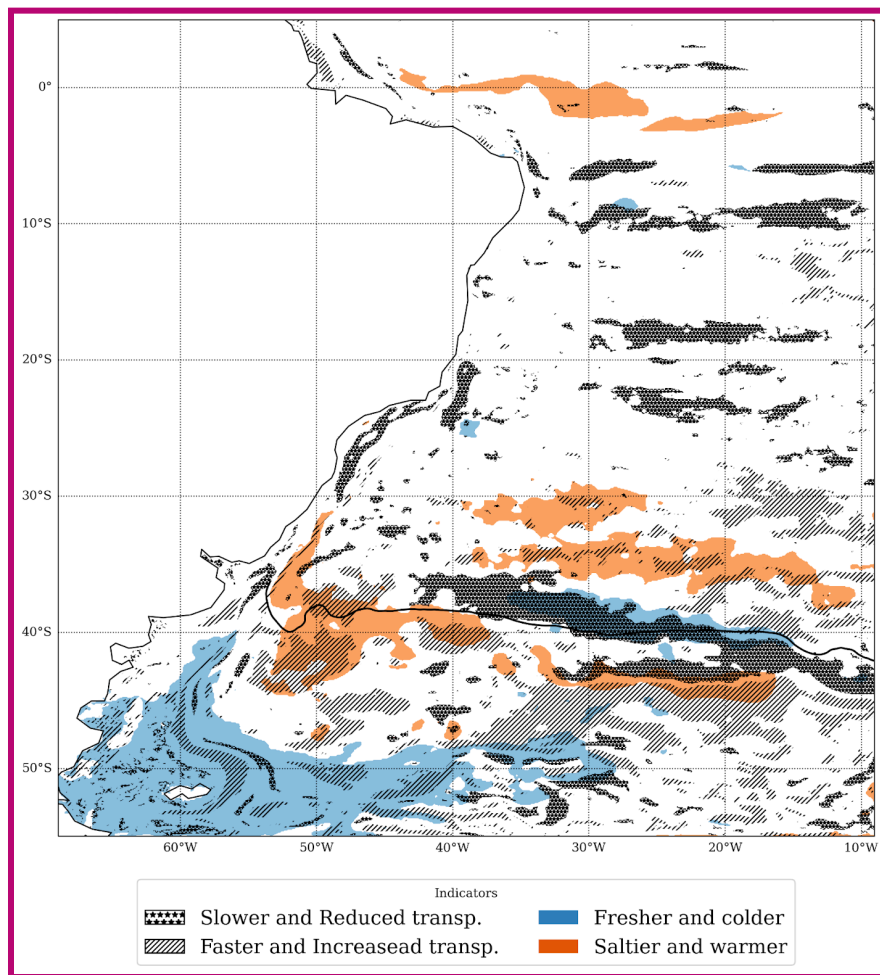 0°
10°S
20°S
30°S
40°S
50°S
60°W 50°W 40°W 30°W 20°W 10°W
Indicators
Slower and Reduced transp. Fresher and colder
Faster and Increasead transp. Saltier and warmer